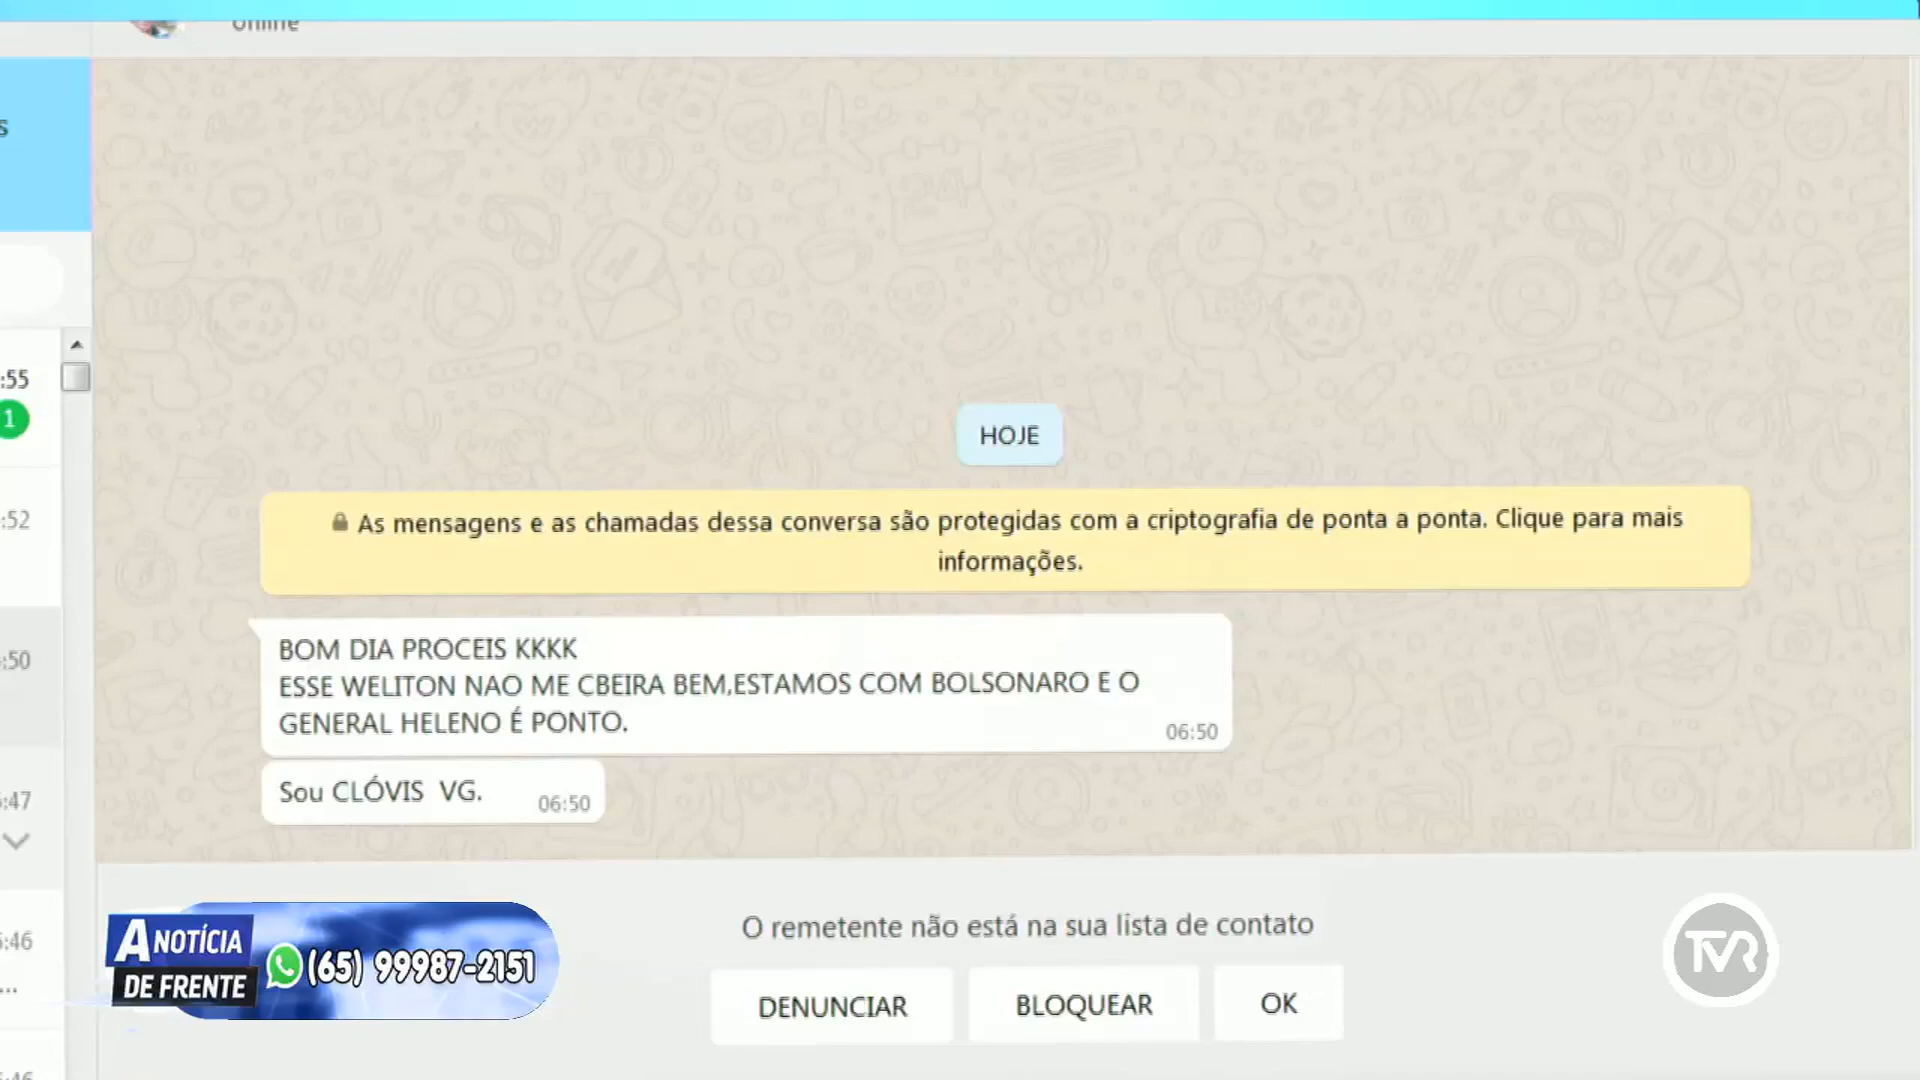 online
s
:55
1
HOJE
:52
As mensagens e as chamadas dessa conversa são protegidas com a criptografia de ponta a ponta. Clique para mais
informações.
:50
BOM DIA PROCEIS KKKK
ESSE WELITON NAO ME CBEIRA BEM,ESTAMOS COM BOLSONARO E O
GENERAL HELENO É PONTO.
06:50
:47
Sou CLÓVIS  VG.
06:50
:46
...
A NOTÍCIA
DE FRENTE
(65) 99987-2151
O remetente não está na sua lista de contato
DENUNCIAR
BLOQUEAR
OK
TVR
:46